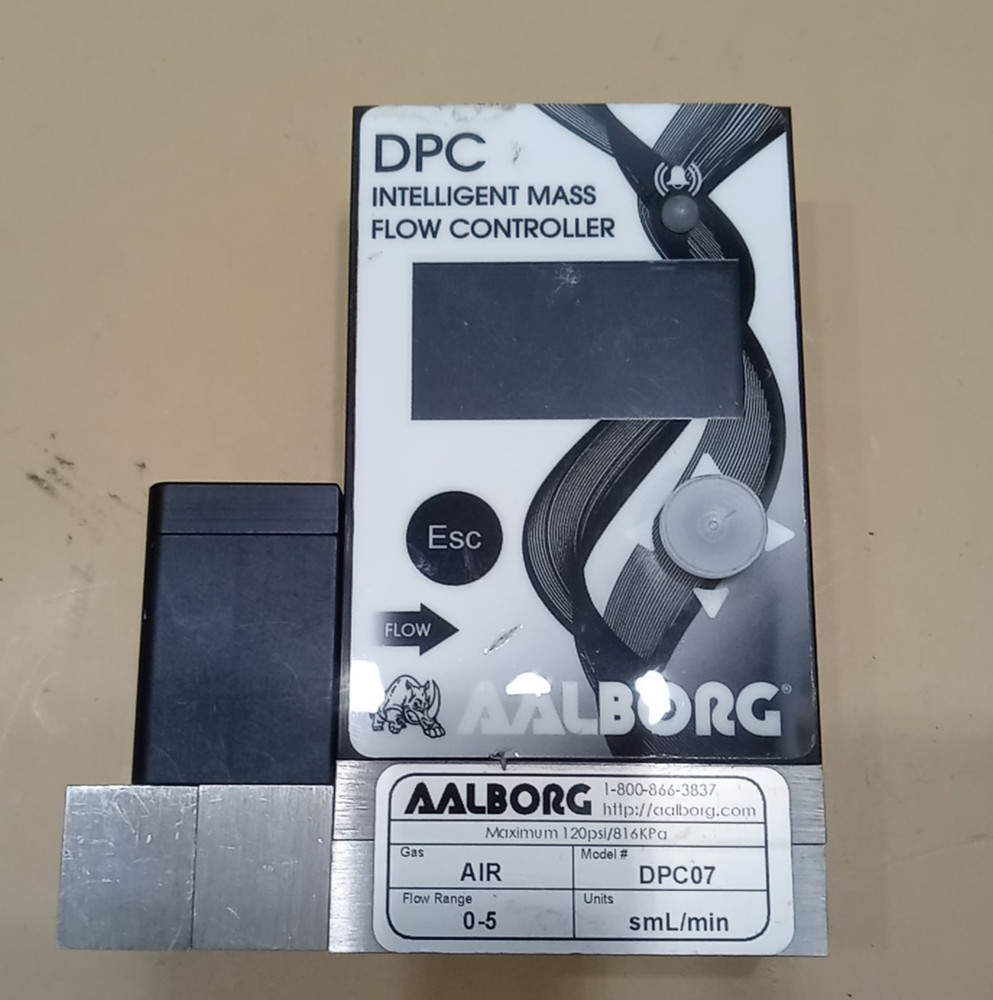 DPC
INTELLIGENT MASS
FLOW CONTROLLER
Esc
FLOW
AALBORG®
AALBORG 1-800-866-3837
http://aalborg.com
Maximum 120psi/816KPa
Gas AIR Model # DPC07
Flow Range 0-5 Units smL/min